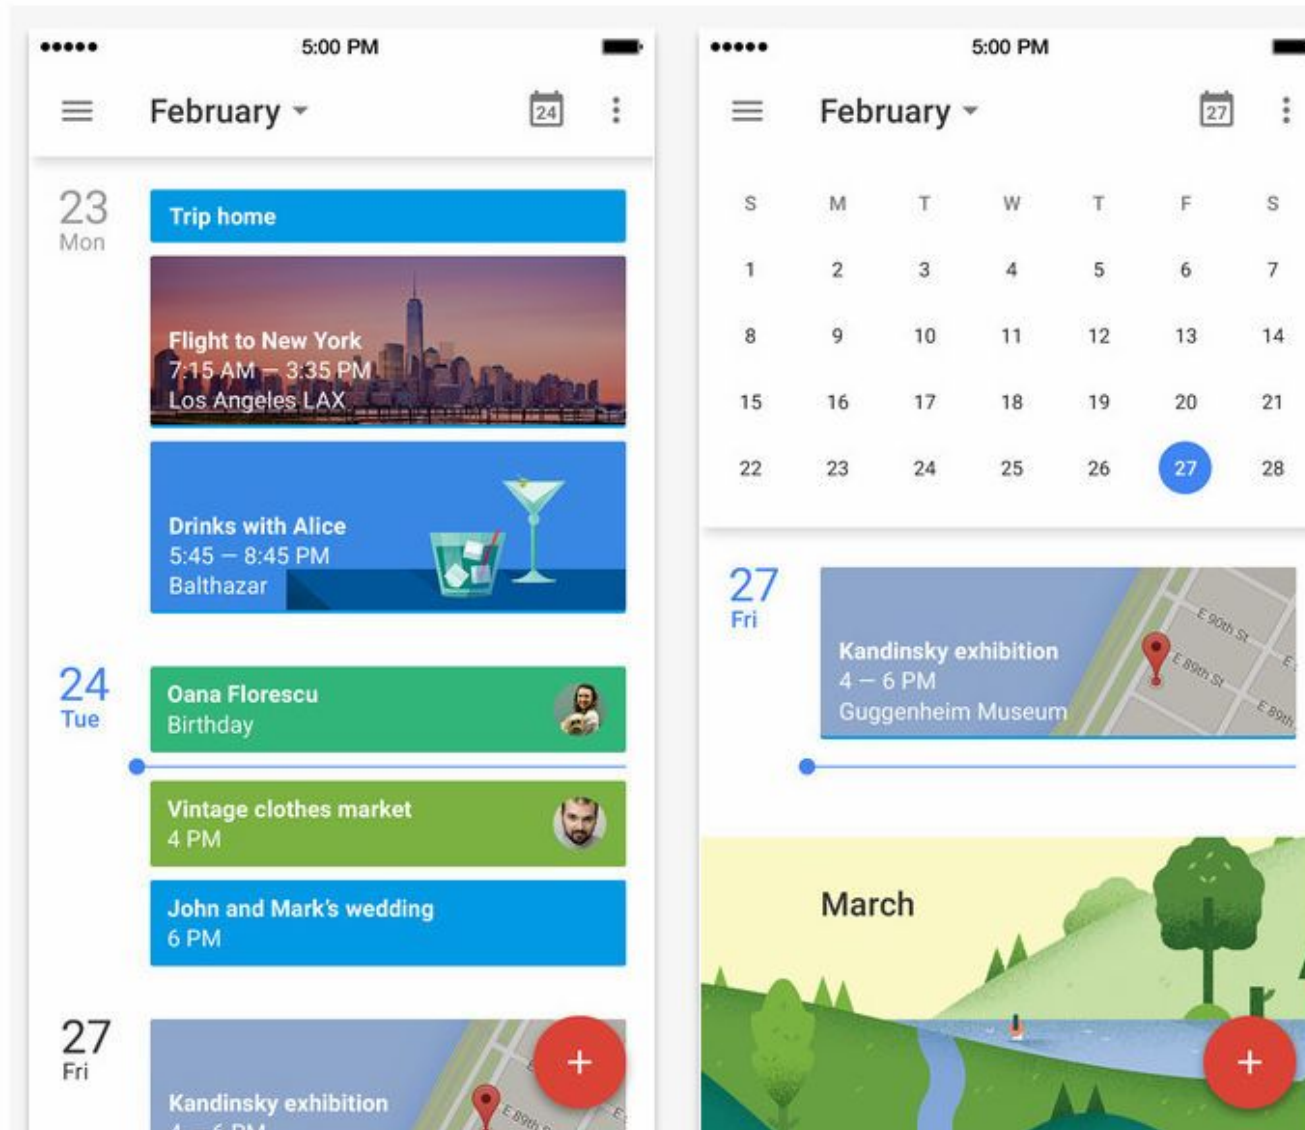 5:00 PM
February
24
23
Mon
Trip home
Flight to New York
7:15 AM — 3:35 PM
Los Angeles LAX
Drinks with Alice
5:45 — 8:45 PM
Balthazar
24
Tue
Oana Florescu
Birthday
Vintage clothes market
4 PM
John and Mark's wedding
6 PM
27
Fri
Kandinsky exhibition
4 — 6 PM
E 89th
E
+
5:00 PM
February
27
S M T W T F S
1 2 3 4 5 6 7
8 9 10 11 12 13 14
15 16 17 18 19 20 21
22 23 24 25 26 27 28
27
Fri
Kandinsky exhibition
4 — 6 PM
Guggenheim Museum
E 90th St
E 89th St
E
E 89th
March
+